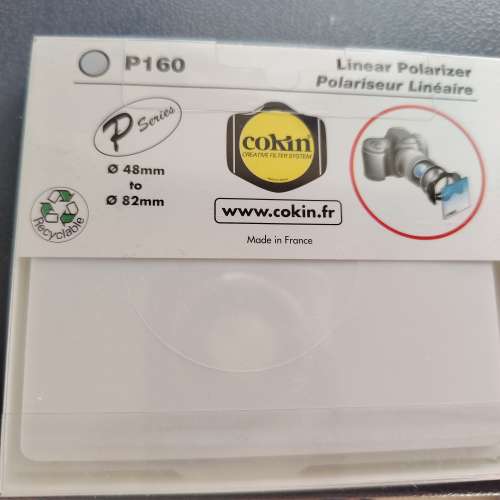 P160
Linear Polarizer
Polariseur Linéaire
P Series
Ø 48mm
to
Ø 82mm
cokin
CREATIVE FILTER SYSTEM
www.cokin.fr
Made in France
Recyclable